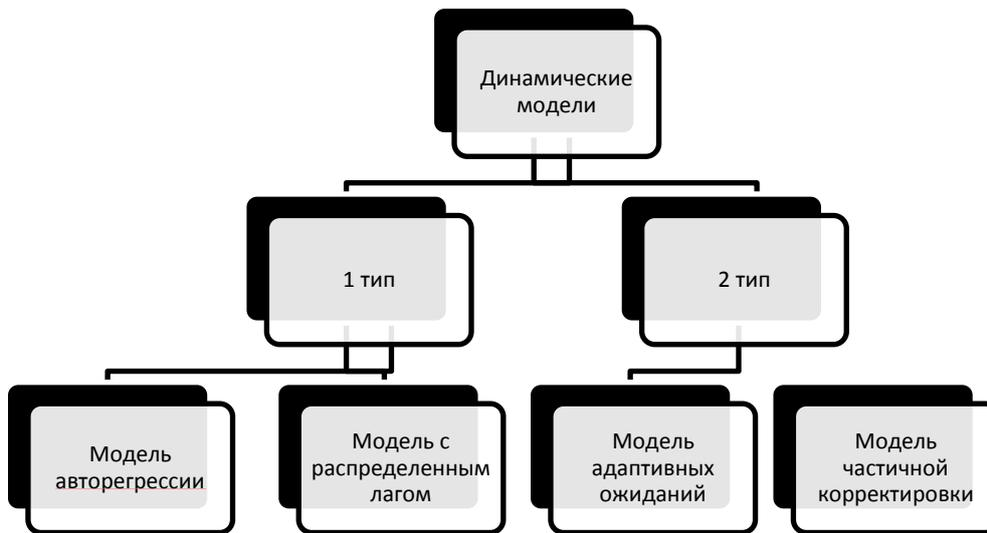 Динамические
модели
1 тип
2 тип
Модель
авторегрессии
Модель с
распределенным
лагом
Модель
адаптивных
ожиданий
Модель
частичной
корректировки